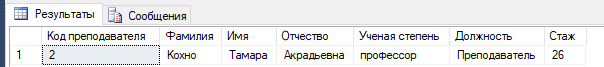 Результаты Сообщения
Код преподавателя Фамилия Имя Отчество Ученая степень Должность Стаж
1 2 Кохно Тамара Акрадьевна профессор Преподаватель 26